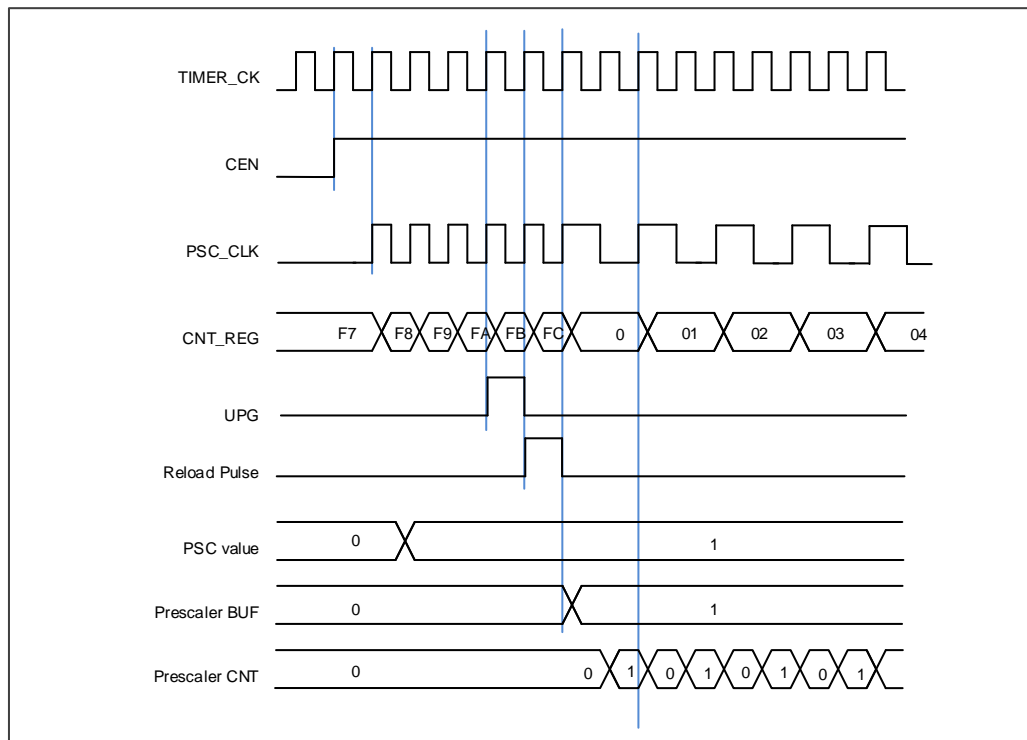 TIMER_CK
CEN
PSC_CLK
CNT_REG F7 F8 F9 FA FB FC 0 01 02 03 04
UPG
Reload Pulse
PSC value 0 1
Prescaler BUF 0 1
Prescaler CNT 0 0 1 0 1 0 1 0 1